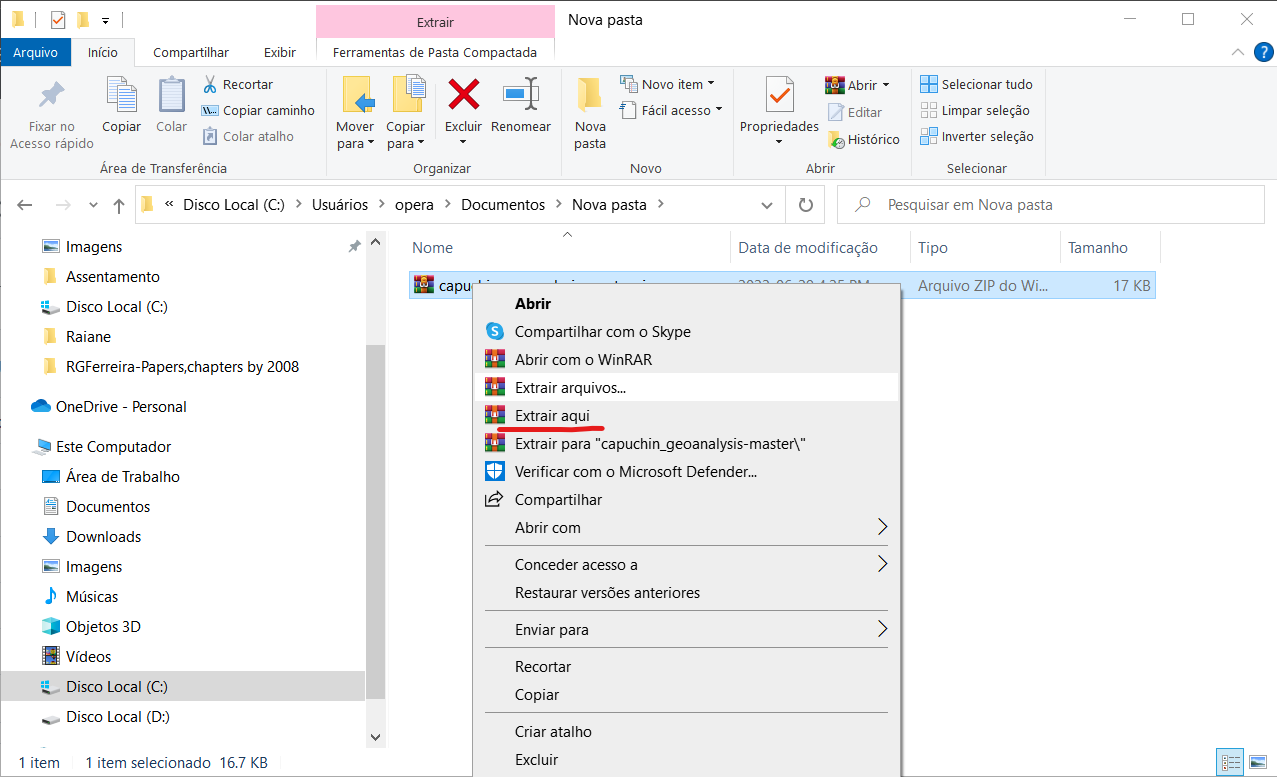 Extrair
Nova pasta
Arquivo
Início
Compartilhar
Exibir
Ferramentas de Pasta Compactada
?
Fixar no
Acesso rápido
Copiar
Colar
Recortar
Copiar caminho
Colar atalho
Área de Transferência
Mover
para
Copiar
para
Excluir
Renomear
Organizar
Nova
pasta
Novo item
Fácil acesso
Novo
Propriedades
Abrir
Editar
Histórico
Abrir
Selecionar tudo
Limpar seleção
Inverter seleção
Selecionar
« Disco Local (C:) > Usuários > opera > Documentos > Nova pasta >
Pesquisar em Nova pasta
Imagens
Assentamento
Disco Local (C:)
Raiane
RGFerreira-Papers,chapters by 2008
OneDrive - Personal
Este Computador
Área de Trabalho
Documentos
Downloads
Imagens
Músicas
Objetos 3D
Vídeos
Disco Local (C:)
Disco Local (D:)
Nome
Data de modificação
Tipo
Tamanho
Arquivo ZIP do Wi...
17 KB
Abrir
Compartilhar com o Skype
Abrir com o WinRAR
Extrair arquivos...
Extrair aqui
Extrair para "capuchin_geoanalysis-master\"
Verificar com o Microsoft Defender...
Compartilhar
Abrir com
Conceder acesso a
Restaurar versões anteriores
Enviar para
Recortar
Copiar
Criar atalho
Excluir
1 item
1 item selecionado 16.7 KB